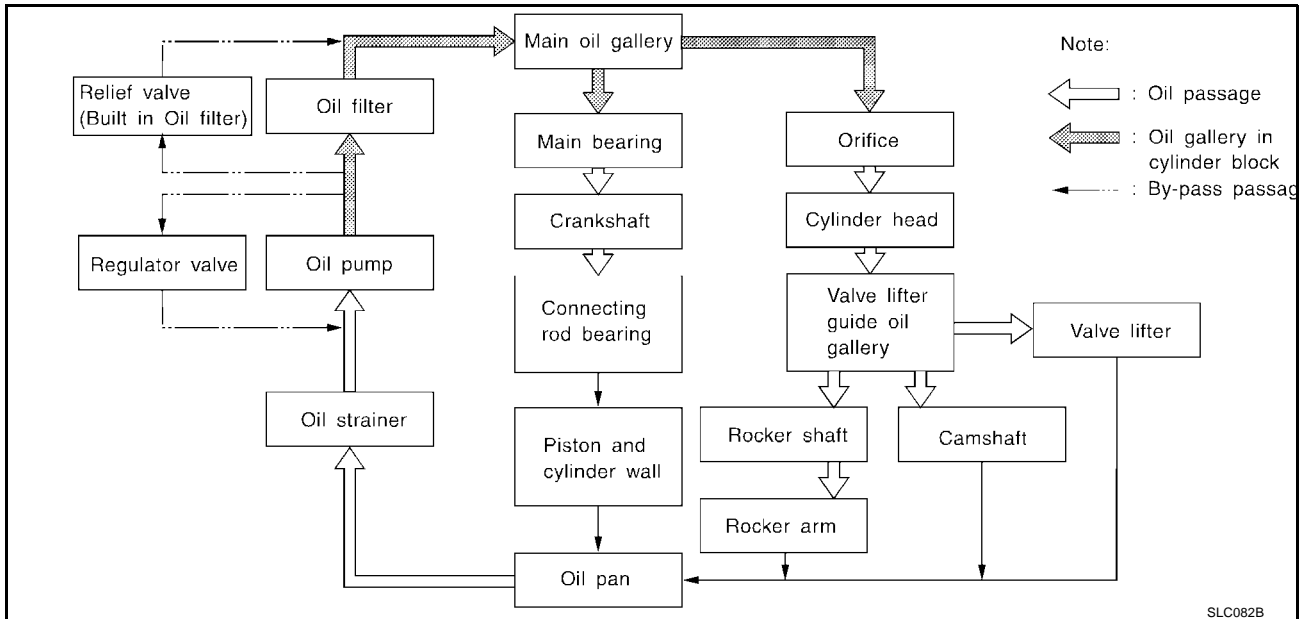 Main oil gallery
Note:
Relief valve
(Built in Oil filter)
Oil filter
: Oil passage
Main bearing
Orifice
: Oil gallery in
cylinder block
: By-pass passag
Crankshaft
Cylinder head
Regulator valve
Oil pump
Connecting
rod bearing
Valve lifter
guide oil
gallery
Valve lifter
Oil strainer
Piston and
cylinder wall
Rocker shaft
Camshaft
Rocker arm
Oil pan
SLC082B